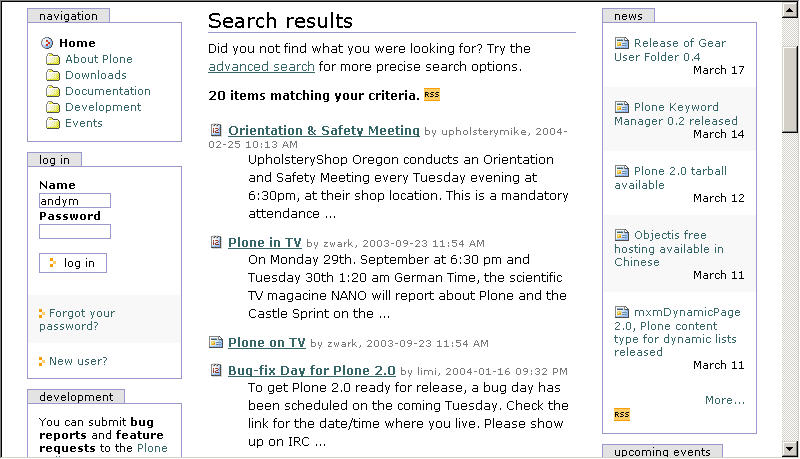 navigation
Home
About Plone
Downloads
Documentation
Development
Events
log in
Name
andym
Password
log in
Forgot your
password?
New user?
development
You can submit bug
reports and feature
requests to the Plone
Search results
Did you not find what you were looking for? Try the
advanced search for more precise search options.
20 items matching your criteria. RSS
Orientation & Safety Meeting by upholsterymike, 2004-
02-25 10:13 AM
UpholsteryShop Oregon conducts an Orientation
and Safety Meeting every Tuesday evening at
6:30pm, at their shop location. This is a mandatory
attendance ...
Plone in TV by zwark, 2003-09-23 11:54 AM
On Monday 29th. September at 6:30 pm and
Tuesday 30th 1:20 am German Time, the scientific
TV magacine NANO will report about Plone and the
Castle Sprint on the ...
Plone on TV by zwark, 2003-09-23 11:54 AM
Bug-fix Day for Plone 2.0 by limi, 2004-01-16 09:32 PM
To get Plone 2.0 ready for release, a bug day has
been scheduled on the coming Tuesday. Check the
link for the date/time where you live. Please show
up on IRC ...
news
Release of Gear
User Folder 0.4
March 17
Plone Keyword
Manager 0.2 released
March 14
Plone 2.0 tarball
available
March 12
Objectis free
hosting available in
Chinese
March 11
mxmDynamicPage
2.0, Plone content
type for dynamic lists
released
March 11
More...
RSS
upcoming events